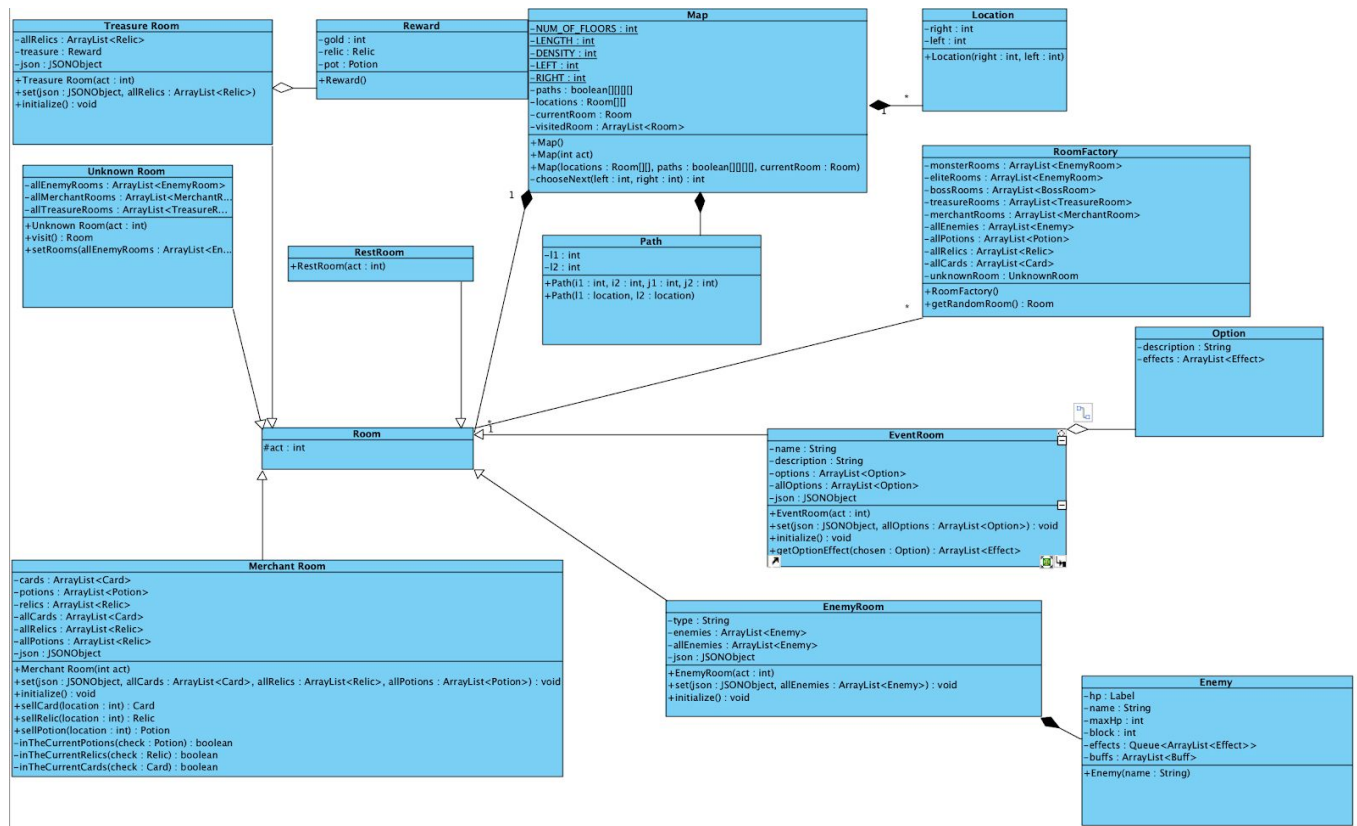 Treasure Room
-allRelics : ArrayList<Relic>
-treasure : Reward
-json : JSONObject
+Treasure Room(act : int)
+set(json : JSONObject, allRelics : ArrayList<Relic>)
+initialize() : void
Reward
-gold : int
-relic : Relic
-pot : Potion
+Reward()
Map
-NUM_OF_FLOORS : int
-LENGTH : int
-DENSITY : int
-LEFT : int
-RIGHT : int
-paths : boolean[][][][]
-locations : Room[][]
-currentRoom : Room
-visitedRoom : ArrayList<Room>
+Map()
+Map(int act)
+Map(locations : Room[][], paths : boolean[][][][], currentRoom : Room)
-chooseNext(left : int, right : int) : int
Location
-right : int
-left : int
+Location(right : int, left : int)
*
1
Unknown Room
-allEnemyRooms : ArrayList<EnemyRoom>
-allMerchantRooms : ArrayList<MerchantR...
-allTreasureRooms : ArrayList<TreasureR...
+Unknown Room(act : int)
+visit() : Room
+setRooms(allEnemyRooms : ArrayList<En...
RoomFactory
-monsterRooms : ArrayList<EnemyRoom>
-eliteRooms : ArrayList<EnemyRoom>
-bossRooms : ArrayList<BossRoom>
-treasureRooms : ArrayList<TreasureRoom>
-merchantRooms : ArrayList<MerchantRoom>
-allEnemies : ArrayList<Enemy>
-allPotions : ArrayList<Potion>
-allRelics : ArrayList<Relic>
-allCards : ArrayList<Card>
-unknownRoom : UnknownRoom
+RoomFactory()
+getRandomRoom() : Room
1
*
RestRoom
+RestRoom(act : int)
Path
-l1 : int
-l2 : int
+Path(i1 : int, i2 : int, j1 : int, j2 : int)
+Path(l1 : location, l2 : location)
Option
-description : String
-effects : ArrayList<Effect>
Room
#act : int
*
1
EventRoom
-name : String
-description : String
-options : ArrayList<Option>
-allOptions : ArrayList<Option>
-json : JSONObject
+EventRoom(act : int)
+set(json : JSONObject, allOptions : ArrayList<Option>) : void
+initialize() : void
+getOptionEffect(chosen : Option) : ArrayList<Effect>
Merchant Room
-cards : ArrayList<Card>
-potions : ArrayList<Potion>
-relics : ArrayList<Relic>
-allCards : ArrayList<Card>
-allRelics : ArrayList<Relic>
-allPotions : ArrayList<Relic>
-json : JSONObject
+Merchant Room(int act)
+set(json : JSONObject, allCards : ArrayList<Card>, allRelics : ArrayList<Relic>, allPotions : ArrayList<Potion>) : void
+initialize() : void
+sellCard(location : int) : Card
+sellRelic(location : int) : Relic
+sellPotion(location : int) : Potion
-inTheCurrentPotions(check : Potion) : boolean
-inTheCurrentRelics(check : Relic) : boolean
-inTheCurrentCards(check : Card) : boolean
EnemyRoom
-type : String
-enemies : ArrayList<Enemy>
-allEnemies : ArrayList<Enemy>
-json : JSONObject
+EnemyRoom(act : int)
+set(json : JSONObject, allEnemies : ArrayList<Enemy>) : void
+initialize() : void
Enemy
-hp : Label
-name : String
-maxHp : int
-block : int
-effects : Queue<ArrayList<Effect>>
-buffs : ArrayList<Buff>
+Enemy(name : String)